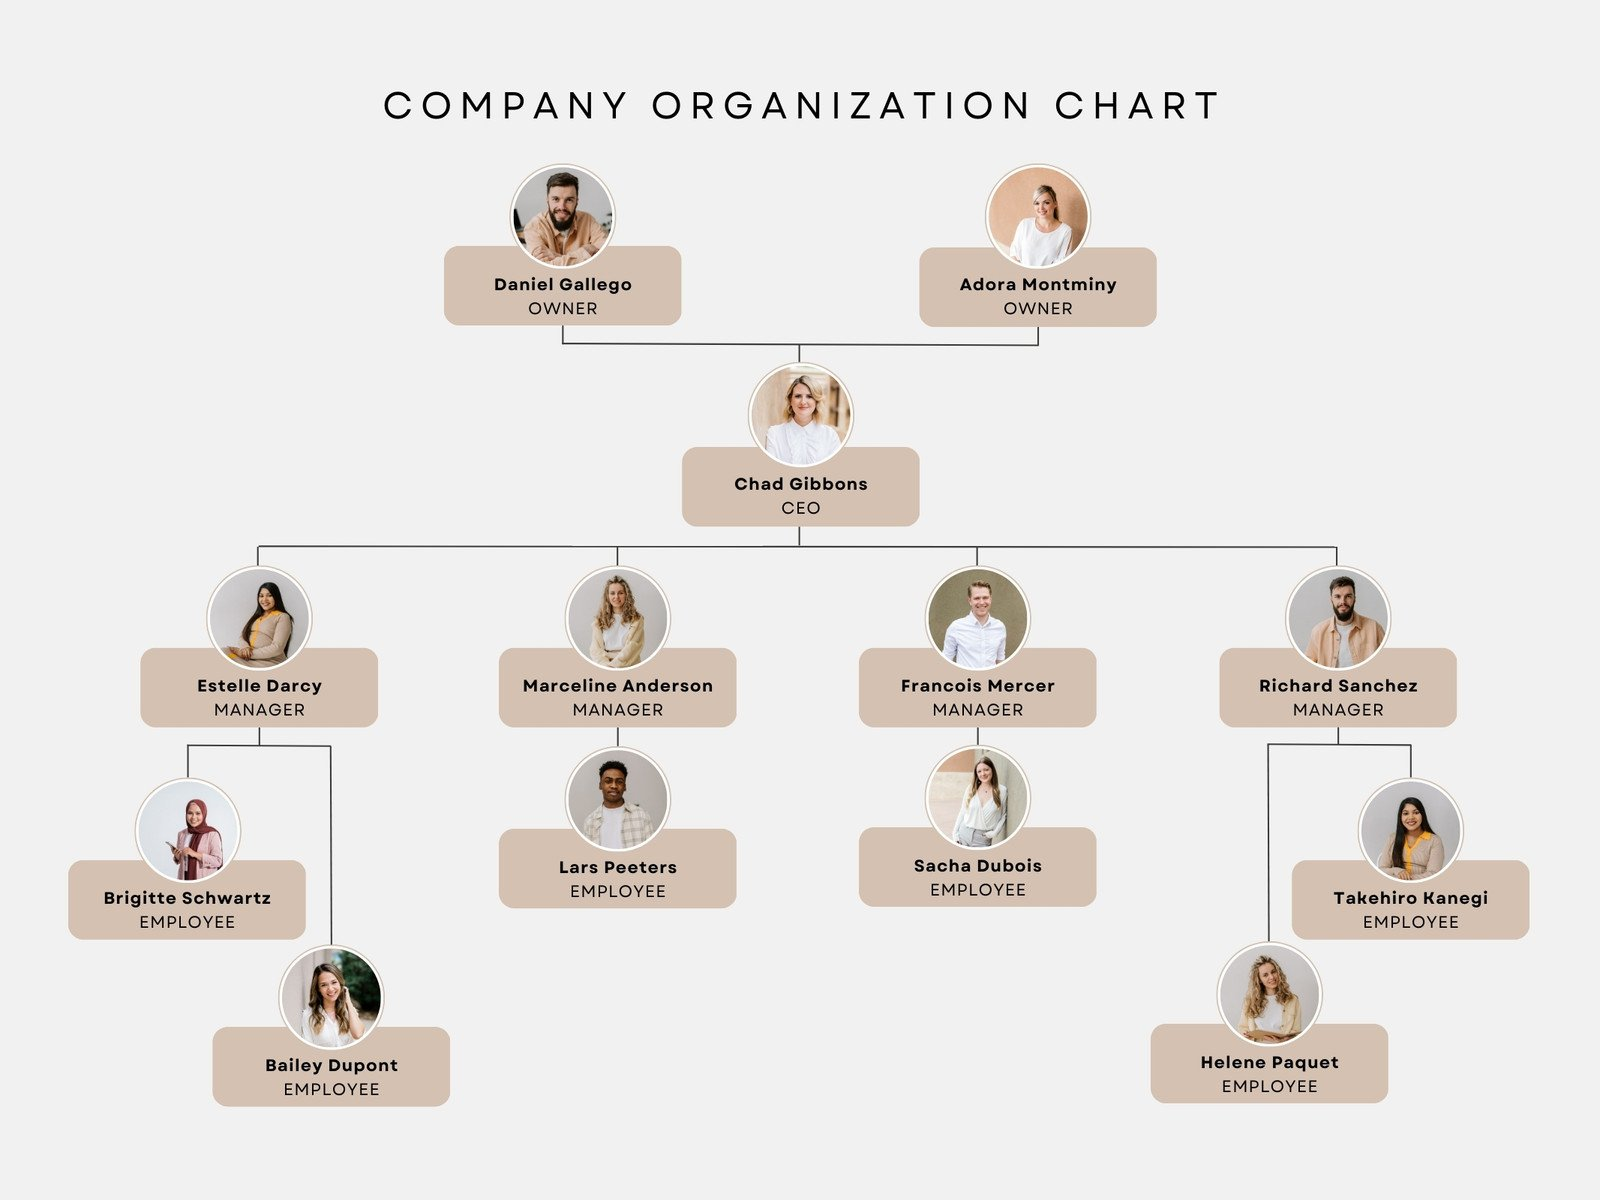 COMPANY ORGANIZATION CHART
Daniel Gallego
OWNER
Adora Montminy
OWNER
Chad Gibbons
CEO
Estelle Darcy
MANAGER
Marceline Anderson
MANAGER
Francois Mercer
MANAGER
Richard Sanchez
MANAGER
Brigitte Schwartz
EMPLOYEE
Lars Peeters
EMPLOYEE
Sacha Dubois
EMPLOYEE
Takehiro Kanegi
EMPLOYEE
Bailey Dupont
EMPLOYEE
Helene Paquet
EMPLOYEE